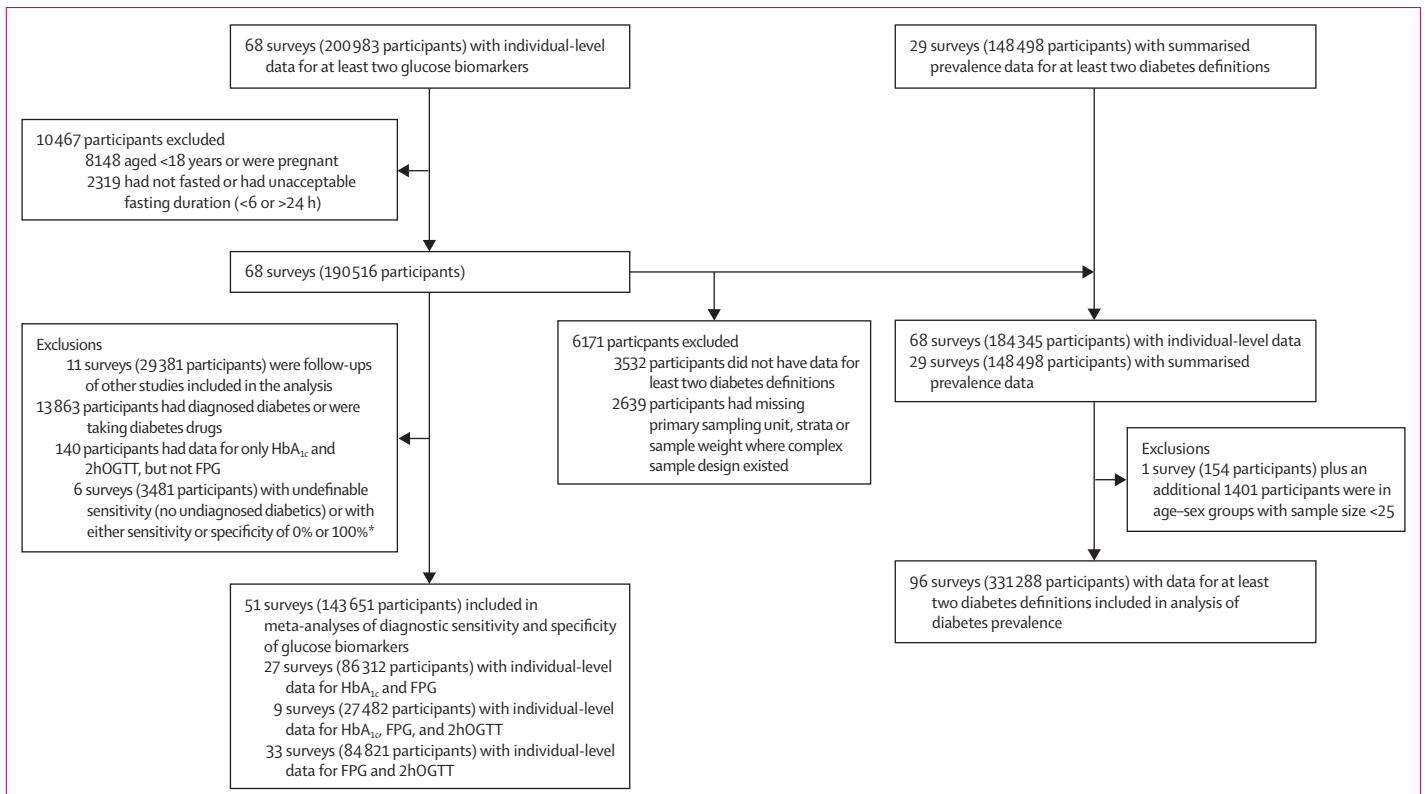 68 surveys (200 983 participants) with individual-level
data for at least two glucose biomarkers
29 surveys (148 498 participants) with summarised
prevalence data for at least two diabetes definitions
10 467 participants excluded
8148 aged <18 years or were pregnant
2319 had not fasted or had unacceptable
fasting duration (<6 or >24 h)
68 surveys (190 516 participants)
Exclusions
11 surveys (29 381 participants) were follow-ups
of other studies included in the analysis
13 863 participants had diagnosed diabetes or were
taking diabetes drugs
140 participants had data for only HbA1c and
2hOGTT, but not FPG
6 surveys (3481 participants) with undefinable
sensitivity (no undiagnosed diabetics) or with
either sensitivity or specificity of 0% or 100%*
6171 particpants excluded
3532 participants did not have data for
least two diabetes definitions
2639 participants had missing
primary sampling unit, strata or
sample weight where complex
sample design existed
68 surveys (184 345 participants) with individual-level data
29 surveys (148 498 participants) with summarised
prevalence data
Exclusions
1 survey (154 participants) plus an
additional 1401 participants were in
age–sex groups with sample size <25
51 surveys (143 651 participants) included in
meta-analyses of diagnostic sensitivity and specificity
of glucose biomarkers
27 surveys (86 312 participants) with individual-level
data for HbA1c and FPG
9 surveys (27 482 participants) with individual-level
data for HbA1c, FPG, and 2hOGTT
33 surveys (84 821 participants) with individual-level
data for FPG and 2hOGTT
96 surveys (331 288 participants) with data for at least
two diabetes definitions included in analysis of
diabetes prevalence